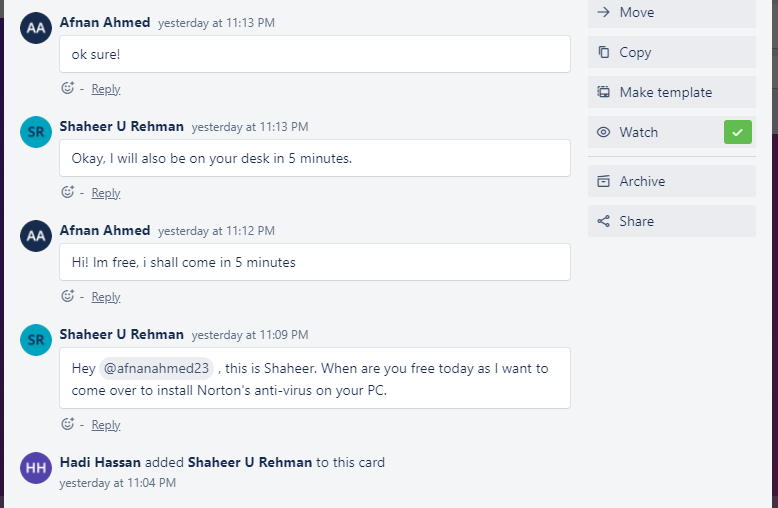 AA
Afnan Ahmed yesterday at 11:13 PM
ok sure!
- Reply
SR
Shaheer U Rehman yesterday at 11:13 PM
Okay, I will also be on your desk in 5 minutes.
- Reply
AA
Afnan Ahmed yesterday at 11:12 PM
Hi! Im free, i shall come in 5 minutes
- Reply
SR
Shaheer U Rehman yesterday at 11:09 PM
Hey @afnanahmed23 , this is Shaheer. When are you free today as I want to
come over to install Norton's anti-virus on your PC.
- Reply
HH
Hadi Hassan added Shaheer U Rehman to this card
yesterday at 11:04 PM
Move
Copy
Make template
Watch
Archive
Share